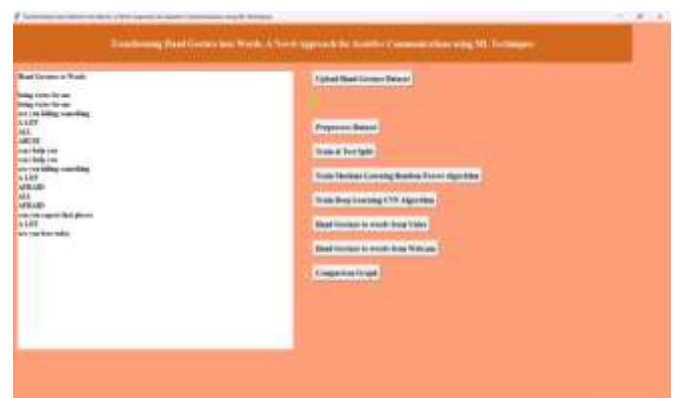 Transforming Hand Gesture into Words: A Novel Approach for Assistive Communications using ML Techniques
Hand Gesture to Words
bring water for me
bring water for me
are you hiding something
A LOT
ALL
ABUSE
can i help you
can i help you
are you hiding something
A LOT
AFRAID
ALL
AFRAID
can you repeat that please
A LOT
are you free today
Upload Hand Gesture Dataset
Preprocess Dataset
Train & Test Split
Train Machine Learning Random Forest Algorithm
Train Deep Learning CNN Algorithm
Hand Gesture to words from Video
Hand Gesture to words from Webcam
Comparison Graph